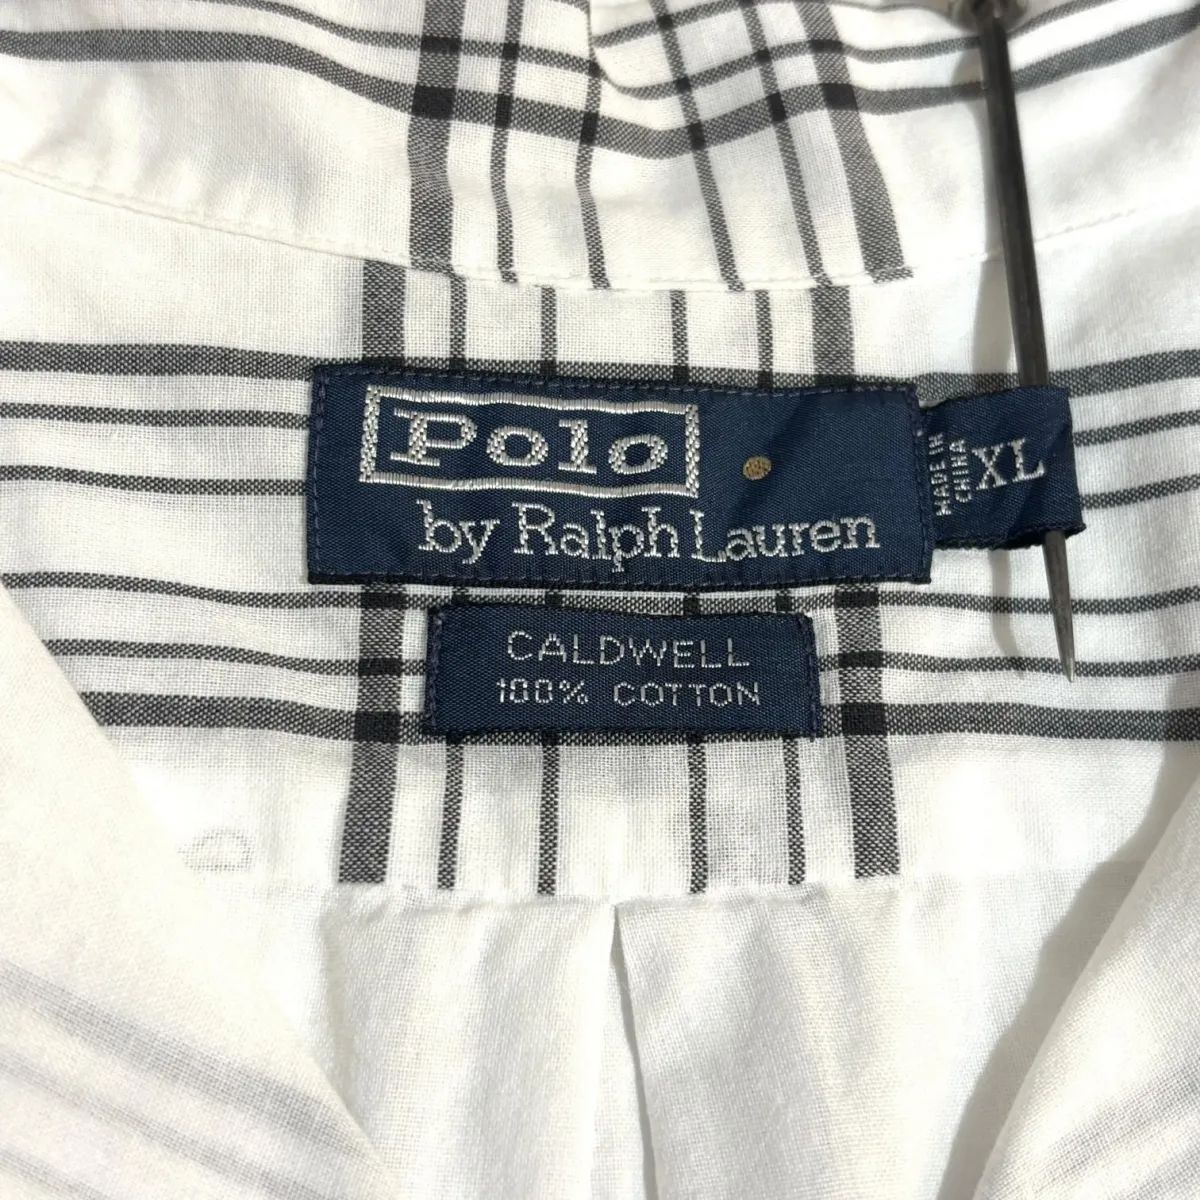 Polo
by Ralph Lauren
MADE IN
CHINA
XL
CALDWELL
100% COTTON